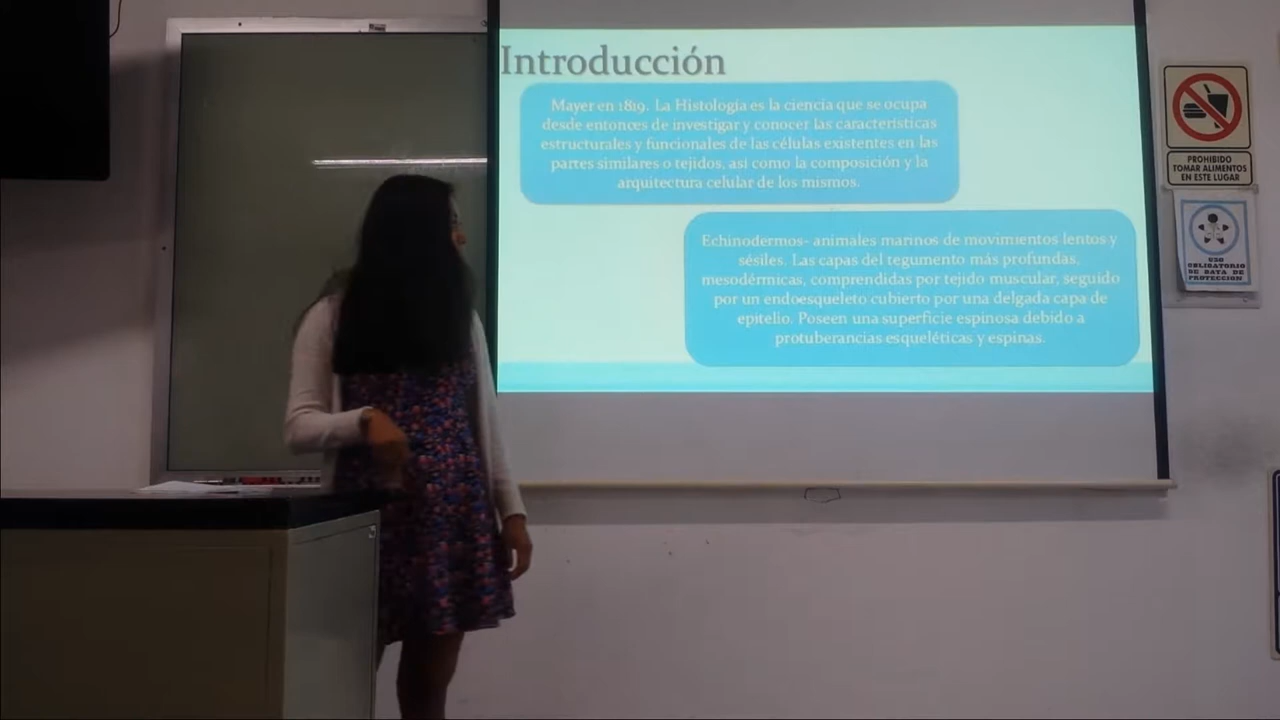 Introducción
Mayer en 1819. La Histología es la ciencia que se ocupa
desde entonces de investigar y conocer las características
estructurales y funcionales de las células existentes en las
partes similares o tejidos, así como la composición y la
arquitectura celular de los mismos.
Echinodermos- animales marinos de movimientos lentos y
sésiles. Las capas del tegumento más profundas,
mesodérmicas, comprendidas por tejido muscular, seguido
por un endoesqueleto cubierto por una delgada capa de
epitelio. Poseen una superficie espinosa debido a
protuberancias esqueléticas y espinas.
PROHIBIDO
TOMAR ALIMENTOS
EN ESTE LUGAR
USO
OBLIGATORIO
DE BATA DE
PROTECCION